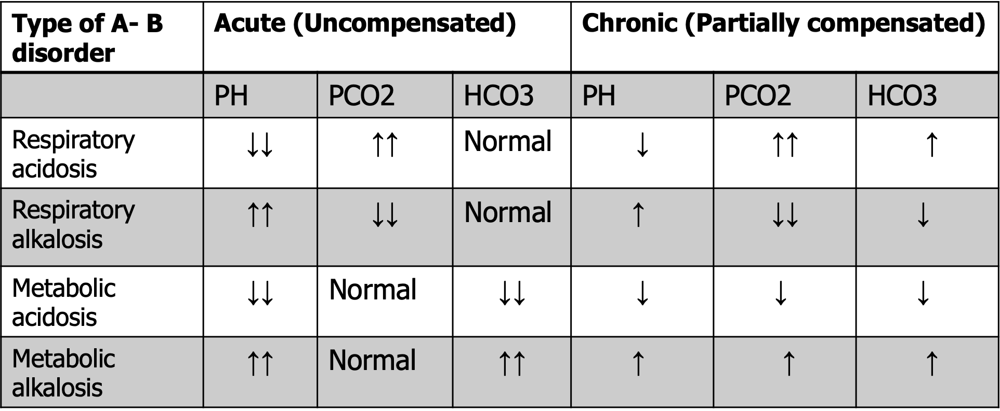 Type of A- B disorder Acute (Uncompensated) Chronic (Partially compensated)
PH PCO2 HCO3 PH PCO2 HCO3
Respiratory acidosis ↓↓ ↑↑ Normal ↓ ↑↑ ↑
Respiratory alkalosis ↑↑ ↓↓ Normal ↑ ↓↓ ↓
Metabolic acidosis ↓↓ Normal ↓↓ ↓ ↓ ↓
Metabolic alkalosis ↑↑ Normal ↑↑ ↑ ↑ ↑